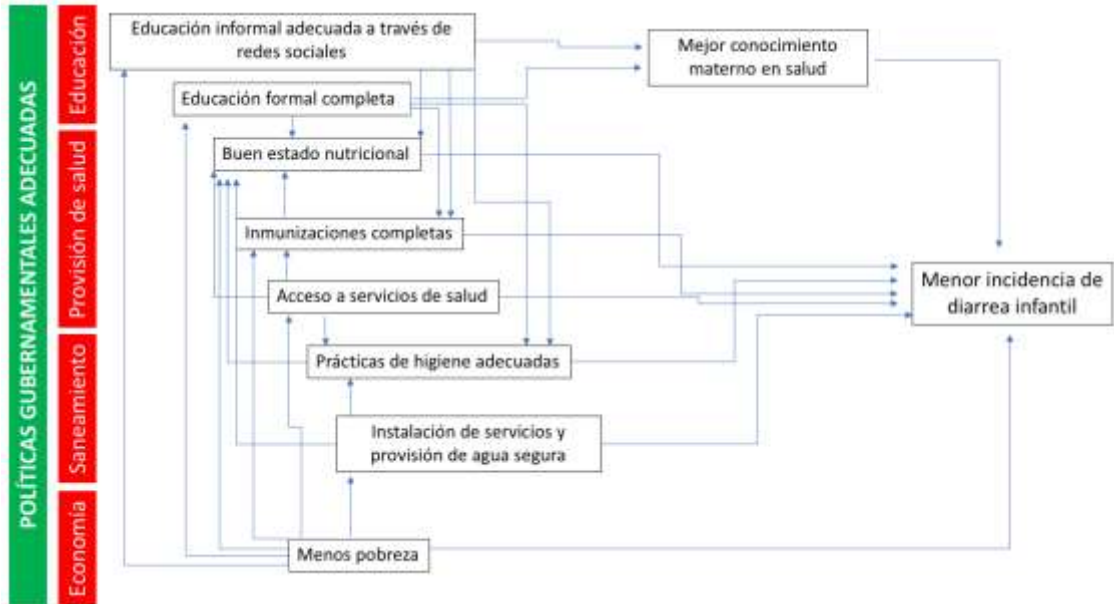 POLÍTICAS GUBERNAMENTALES ADECUADAS
Educación
Provisión de salud
Saneamiento
Economía
Educación informal adecuada a través de
redes sociales
Mejor conocimiento
materno en salud
Educación formal completa
Buen estado nutricional
Inmunizaciones completas
Acceso a servicios de salud
Menor incidencia de
diarrea infantil
Prácticas de higiene adecuadas
Instalación de servicios y
provisión de agua segura
Menos pobreza